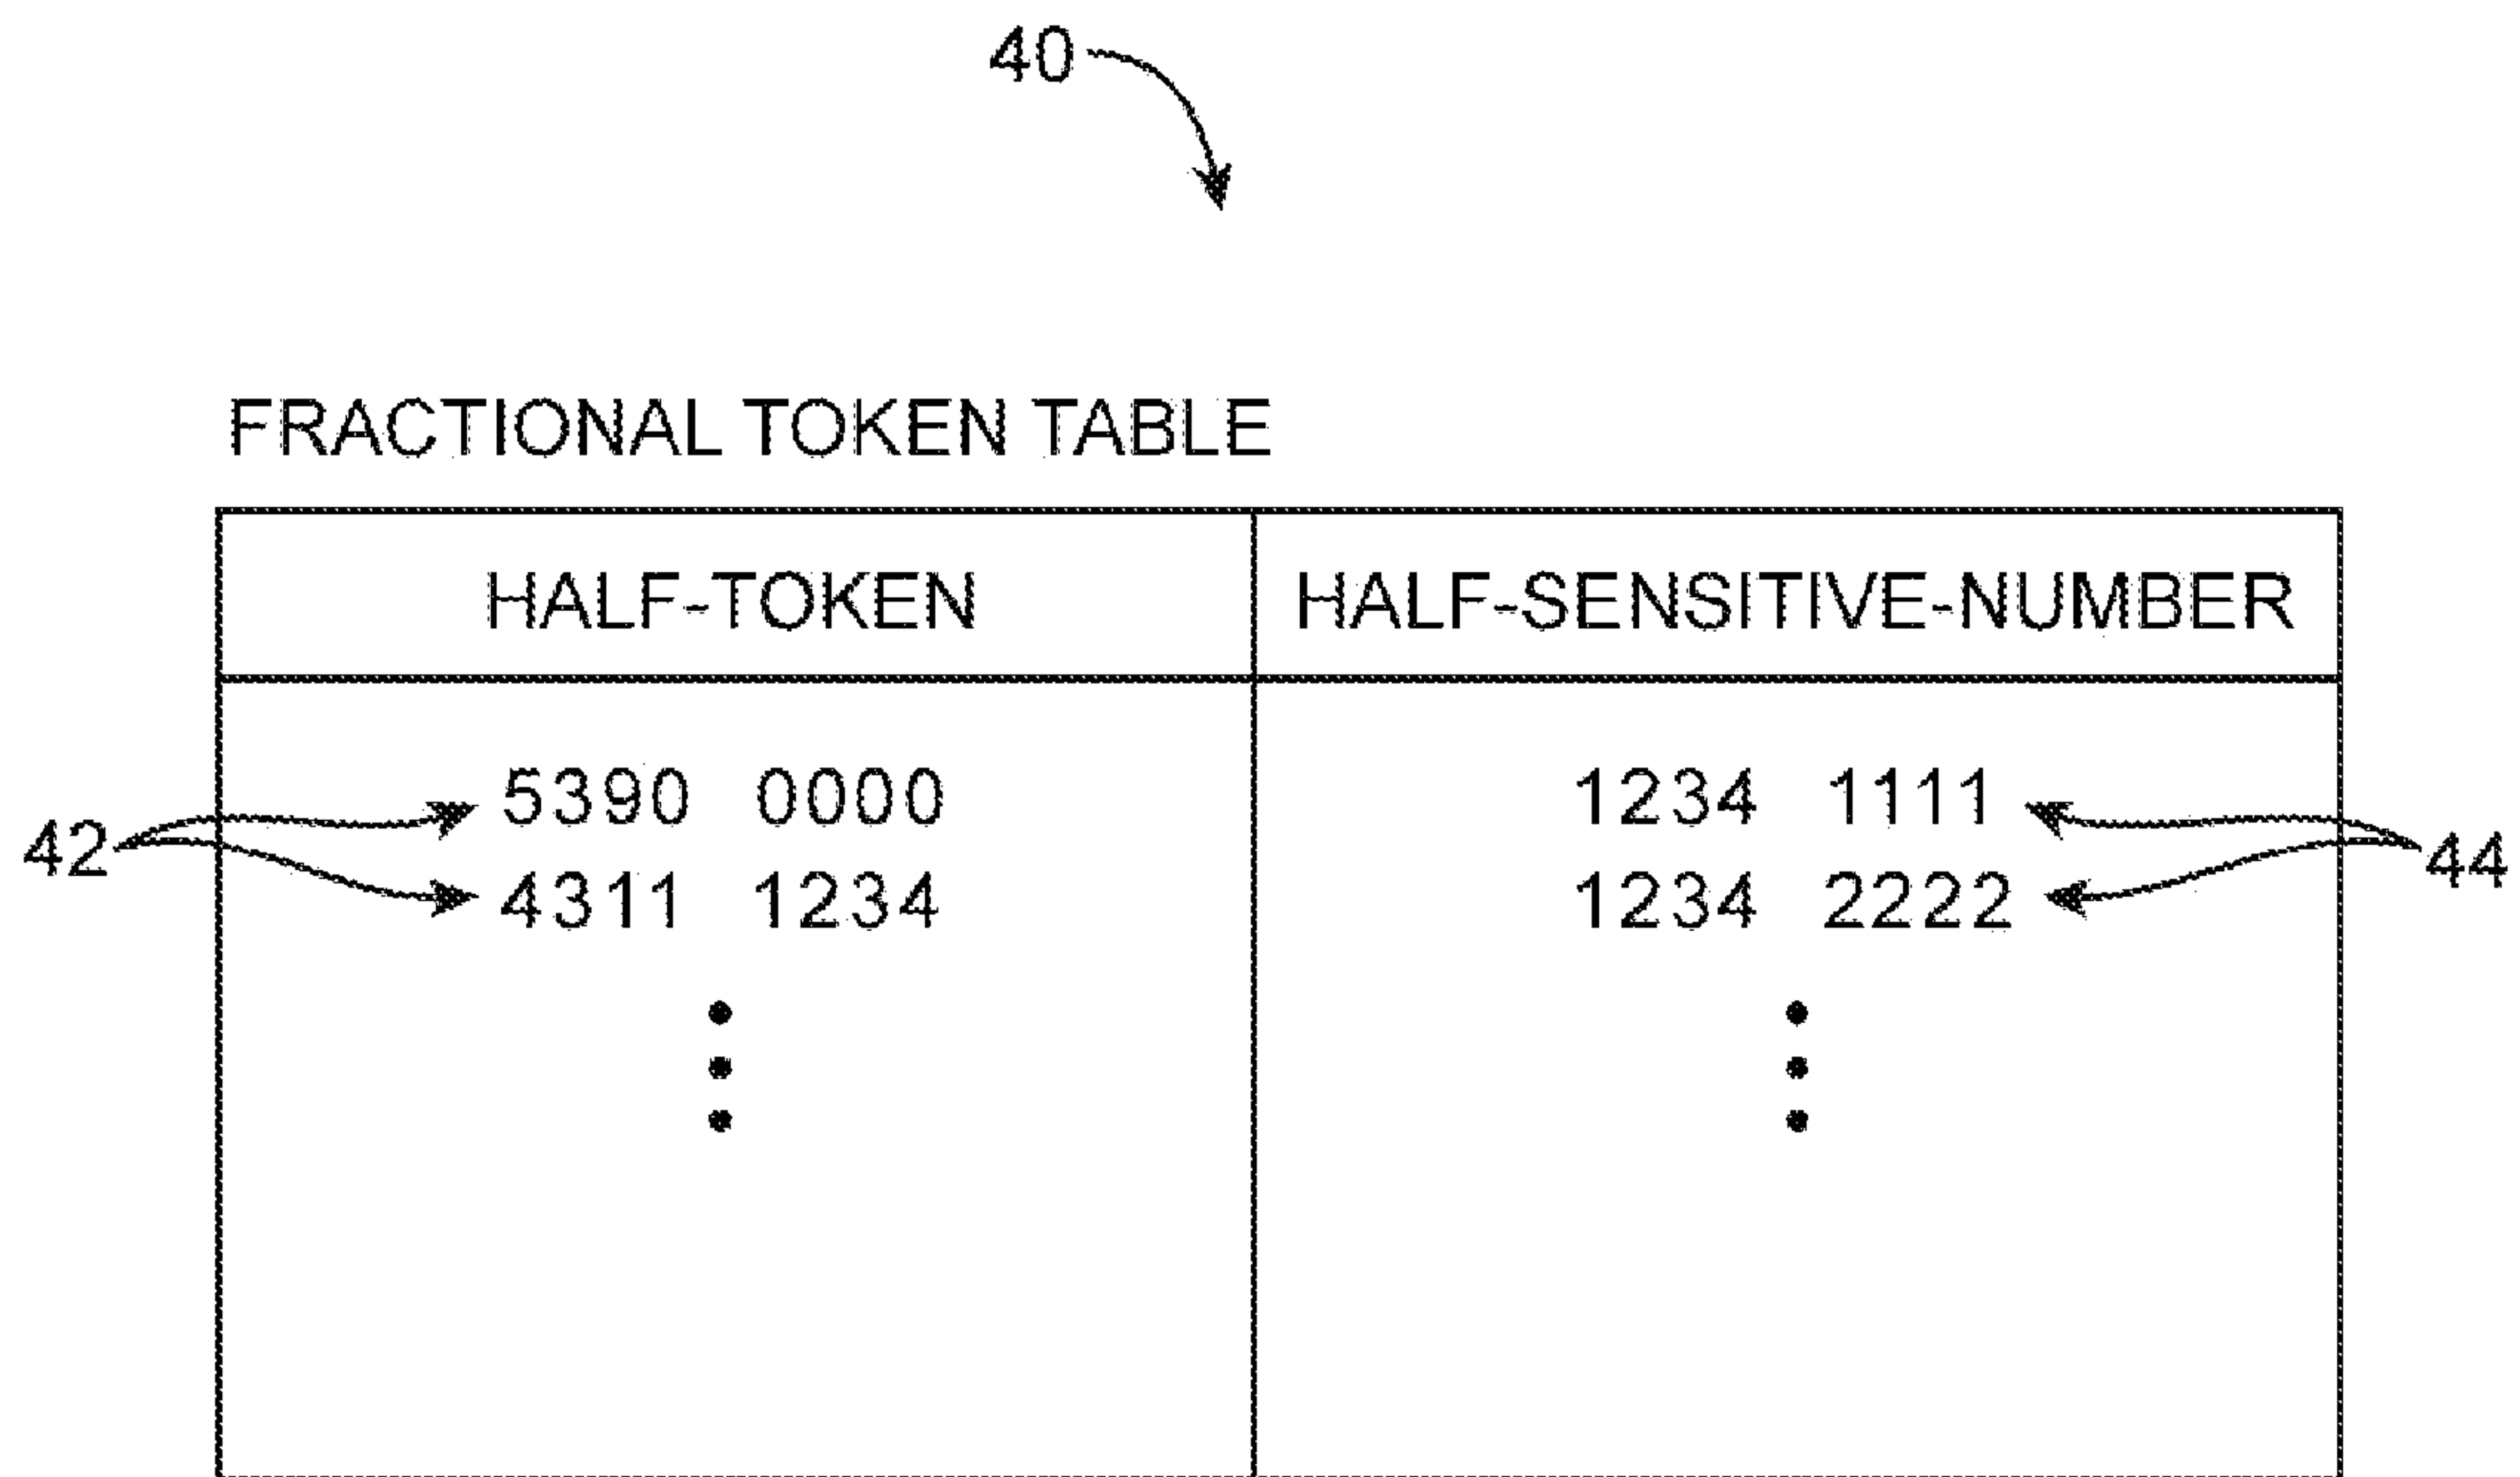 40
FRACTIONAL TOKEN TABLE
HALF-TOKEN HALF-SENSITIVE-NUMBER
5390 0000 1234 1111
42 44
4311 1234 1234 2222